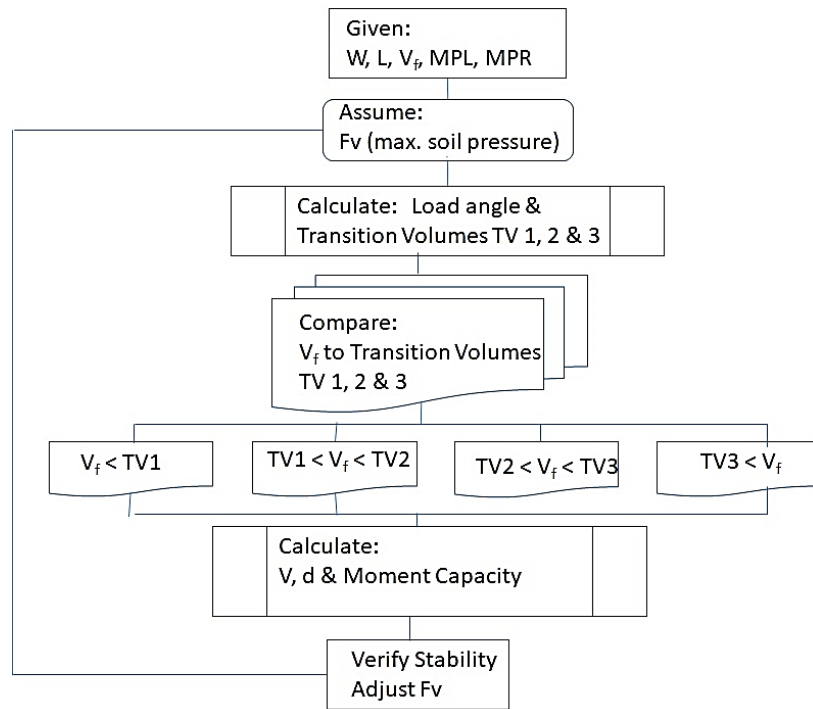 Given:
W, L, Vf, MPL, MPR
Assume:
Fv (max. soil pressure)
Calculate: Load angle &
Transition Volumes TV 1, 2 & 3
Compare:
Vf to Transition Volumes
TV 1, 2 & 3
Vf < TV1
TV1 < Vf < TV2
TV2 < Vf < TV3
TV3 < Vf
Calculate:
V, d & Moment Capacity
Verify Stability
Adjust Fv